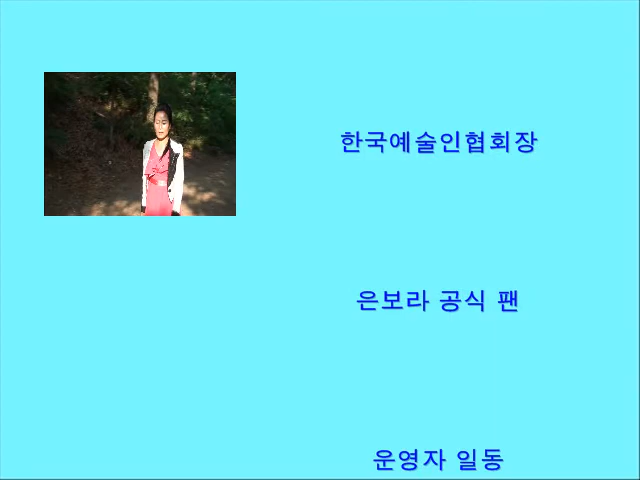 한국예술인협회장
은보라 공식 팬
운영자 일동